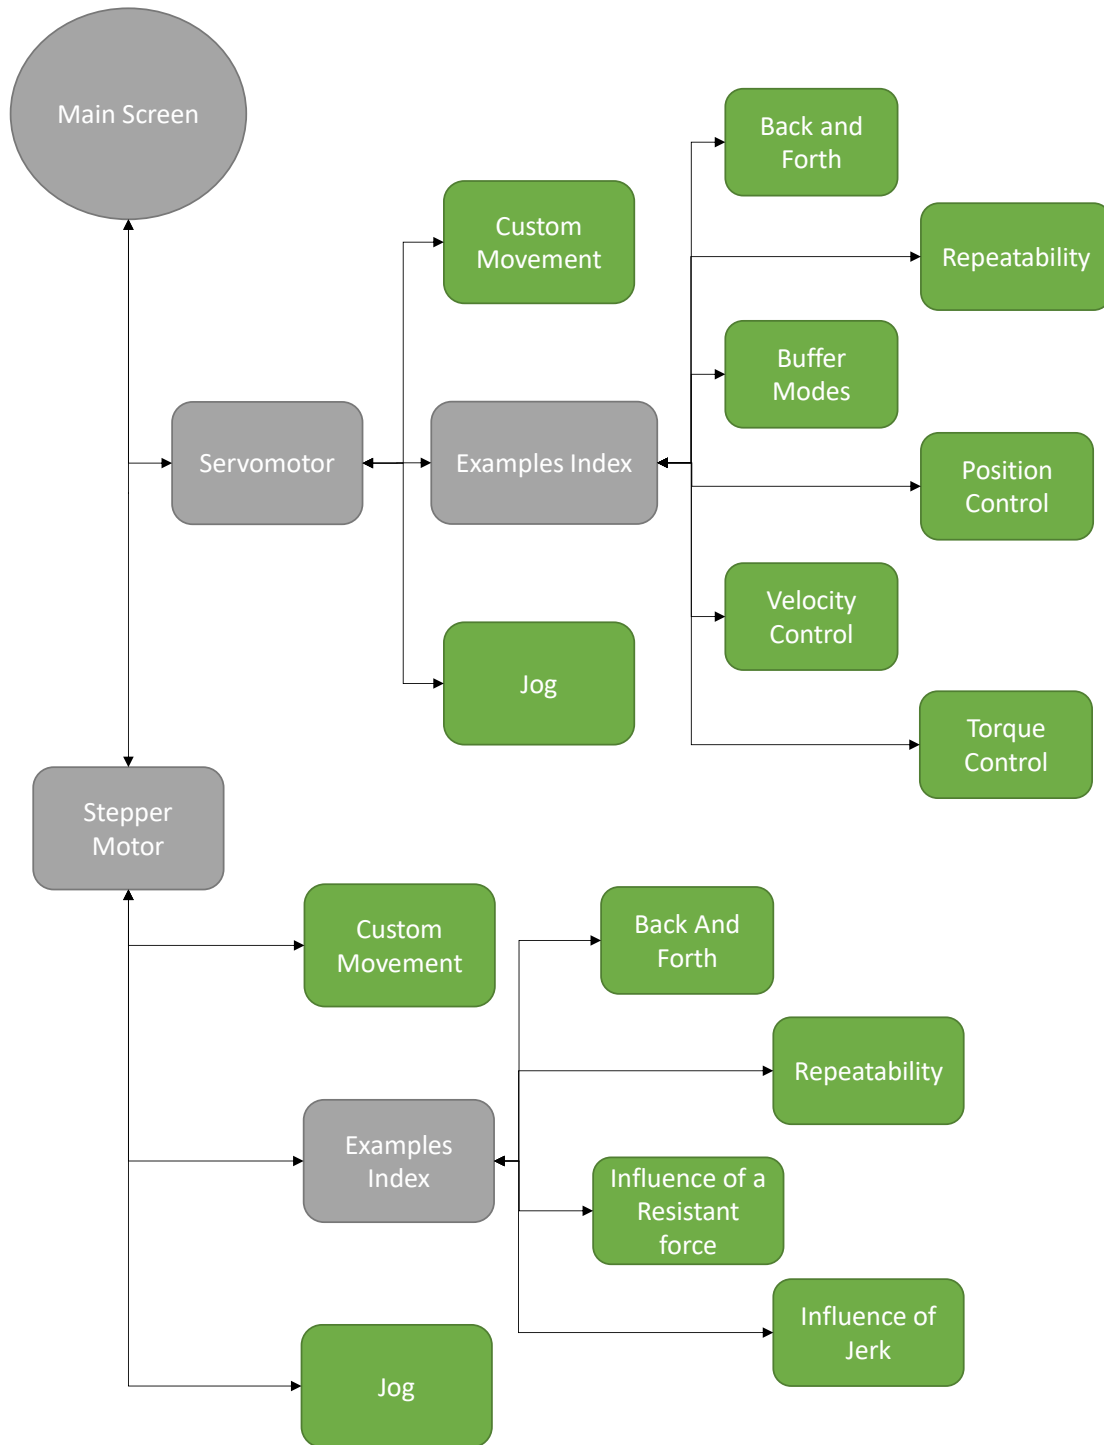 Main Screen
Back and
Forth
Custom
Movement
Repeatability
Buffer
Modes
Servomotor
Examples Index
Position
Control
Velocity
Control
Jog
Torque
Control
Stepper
Motor
Custom
Movement
Back And
Forth
Repeatability
Examples
Index
Influence of a
Resistant
force
Influence of
Jerk
Jog